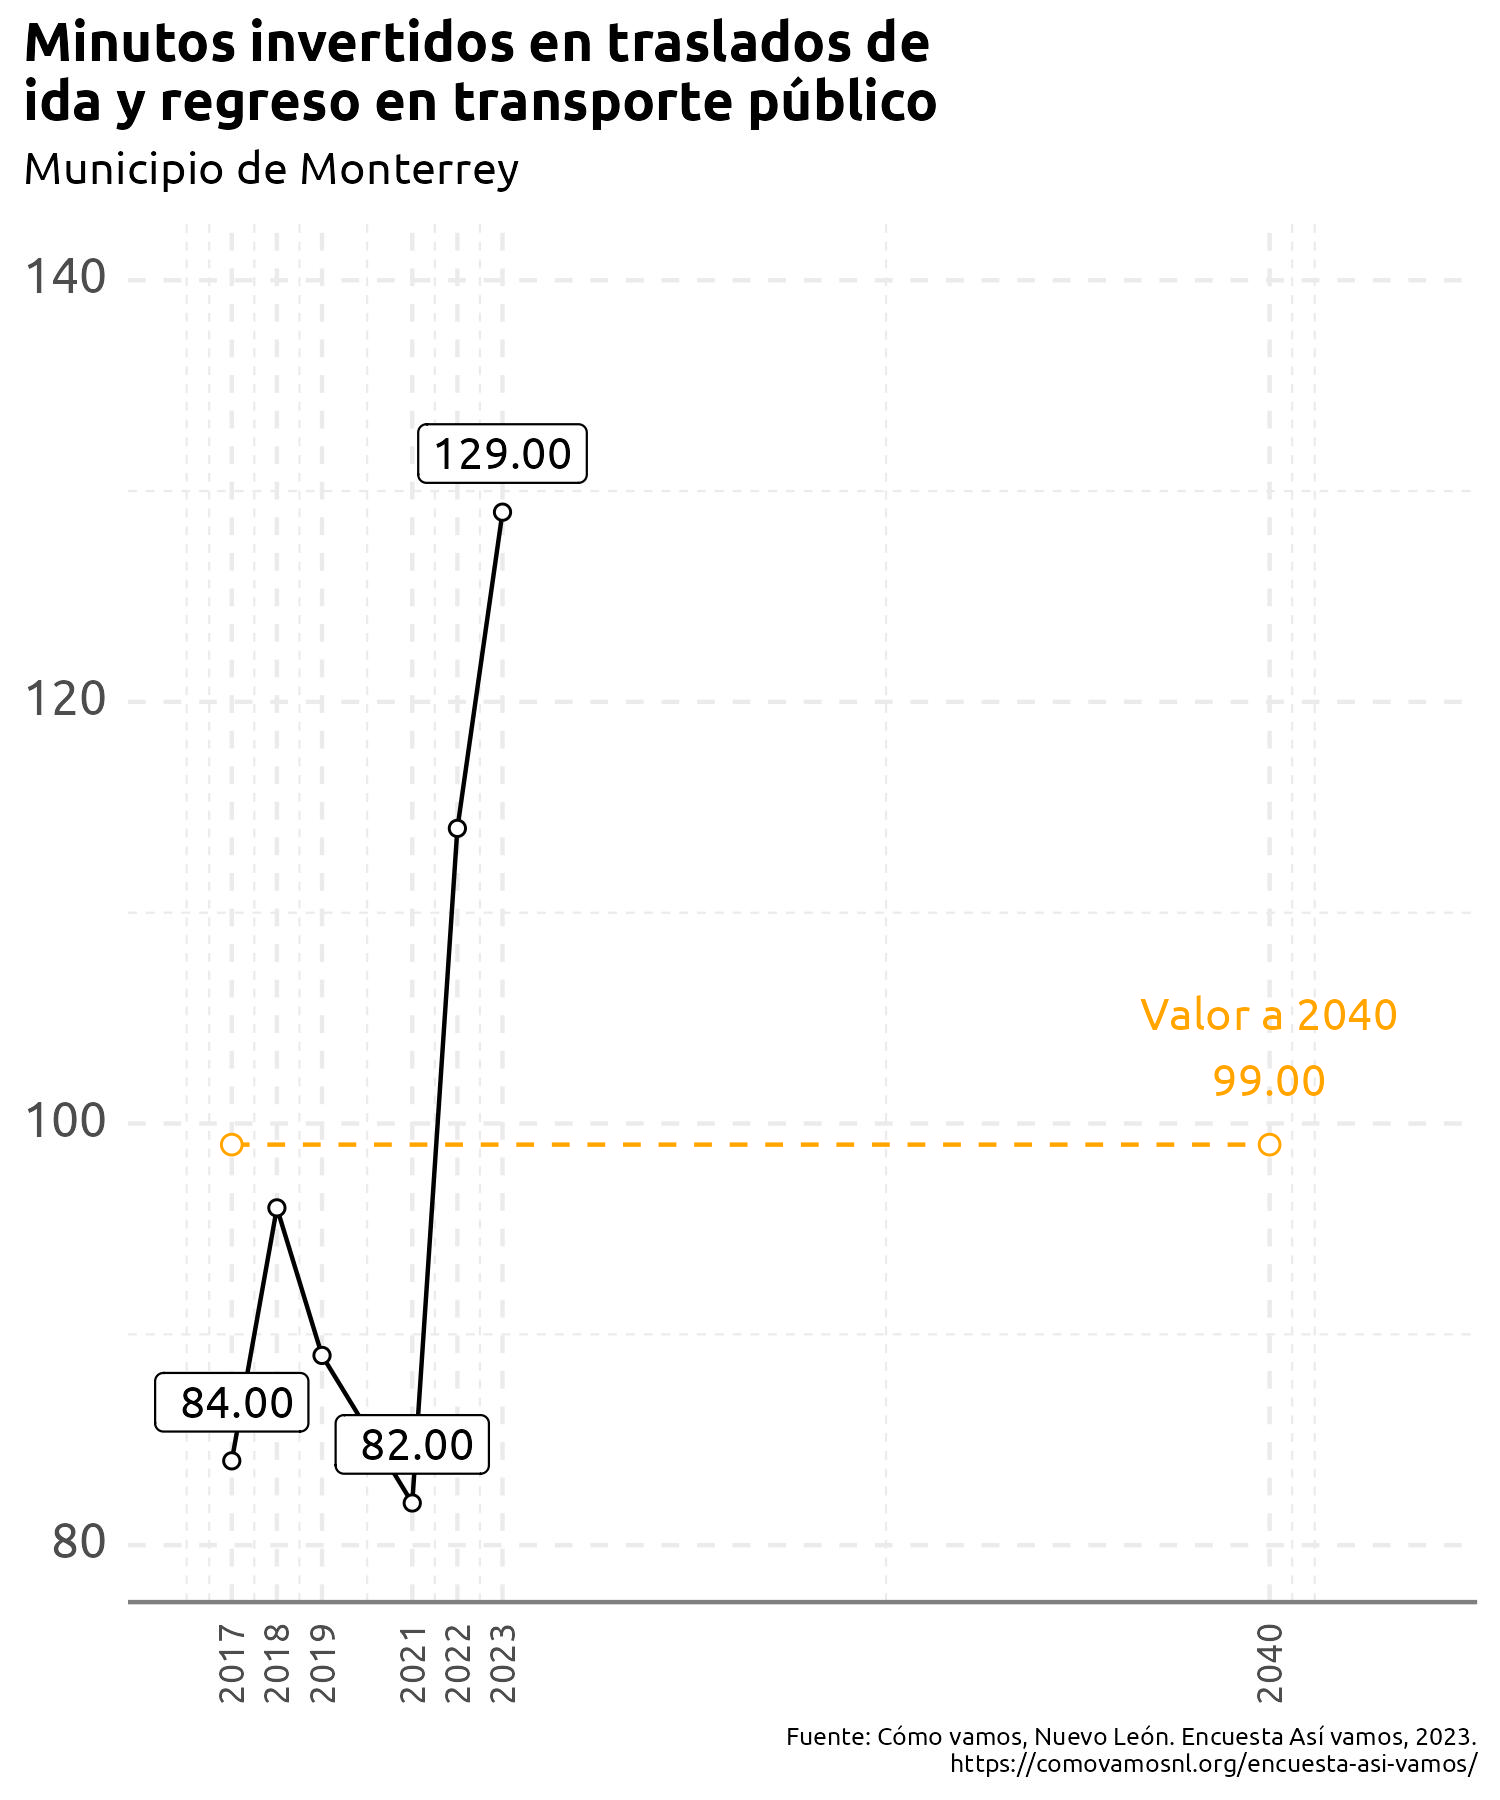 Minutos invertidos en traslados de
ida y regreso en transporte público
Municipio de Monterrey
140
129.00
120
Valor a 2040
99.00
100
84.00
82.00
80
2017
2018
2019
2021
2022
2023
2040
Fuente: Cómo vamos, Nuevo León. Encuesta Así vamos, 2023.
https://comovamosnl.org/encuesta-asi-vamos/